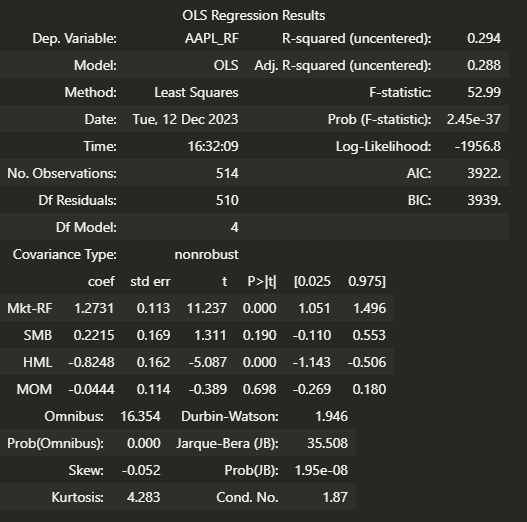 OLS Regression Results
Dep. Variable: AAPL_RF R-squared (uncentered): 0.294
Model: OLS Adj. R-squared (uncentered): 0.288
Method: Least Squares F-statistic: 52.99
Date: Tue, 12 Dec 2023 Prob (F-statistic): 2.45e-37
Time: 16:32:09 Log-Likelihood: -1956.8
No. Observations: 514 AIC: 3922.
Df Residuals: 510 BIC: 3939.
Df Model: 4
Covariance Type: nonrobust
coef std err t P>|t| [0.025 0.975]
Mkt-RF 1.2731 0.113 11.237 0.000 1.051 1.496
SMB 0.2215 0.169 1.311 0.190 -0.110 0.553
HML -0.8248 0.162 -5.087 0.000 -1.143 -0.506
MOM -0.0444 0.114 -0.389 0.698 -0.269 0.180
Omnibus: 16.354 Durbin-Watson: 1.946
Prob(Omnibus): 0.000 Jarque-Bera (JB): 35.508
Skew: -0.052 Prob(JB): 1.95e-08
Kurtosis: 4.283 Cond. No. 1.87